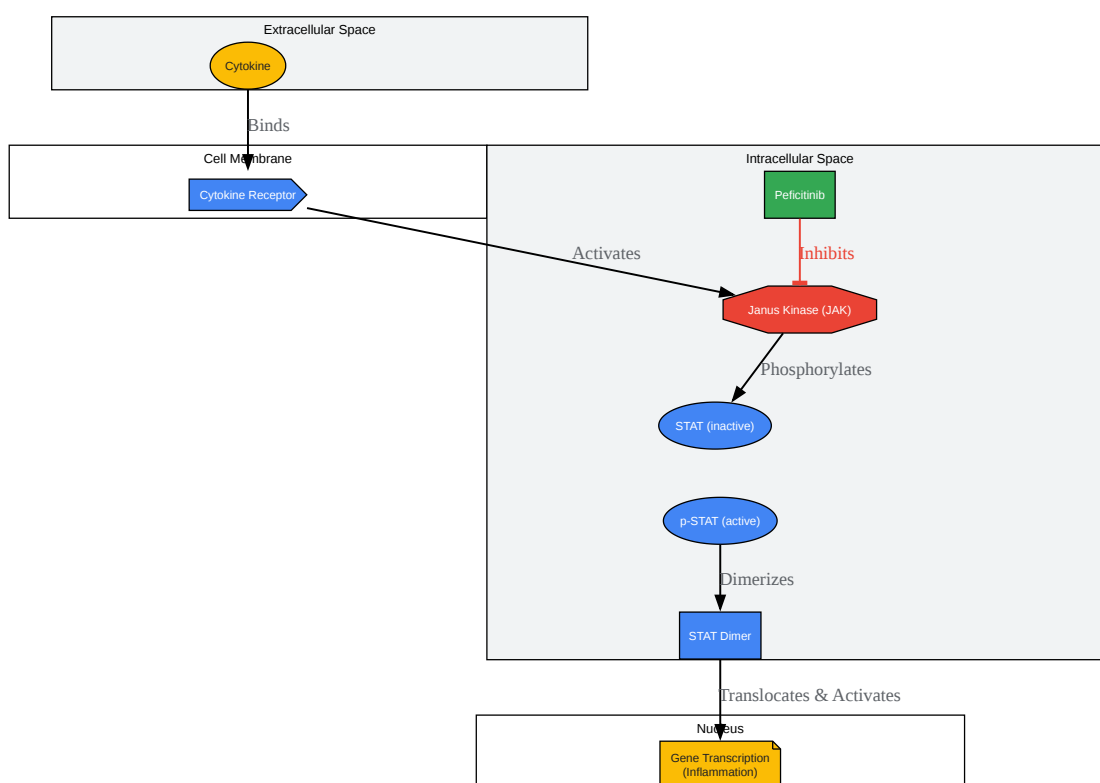 Extracellular Space
Cytokine
Binds
Cell Membrane
Intracellular Space
Cytokine Receptor
Peficitinib
Activates
Inhibits
Janus Kinase (JAK)
Phosphorylates
STAT (inactive)
p-STAT (active)
Dimerizes
STAT Dimer
Translocates & Activates
Nucleus
Gene Transcription
(Inflammation)